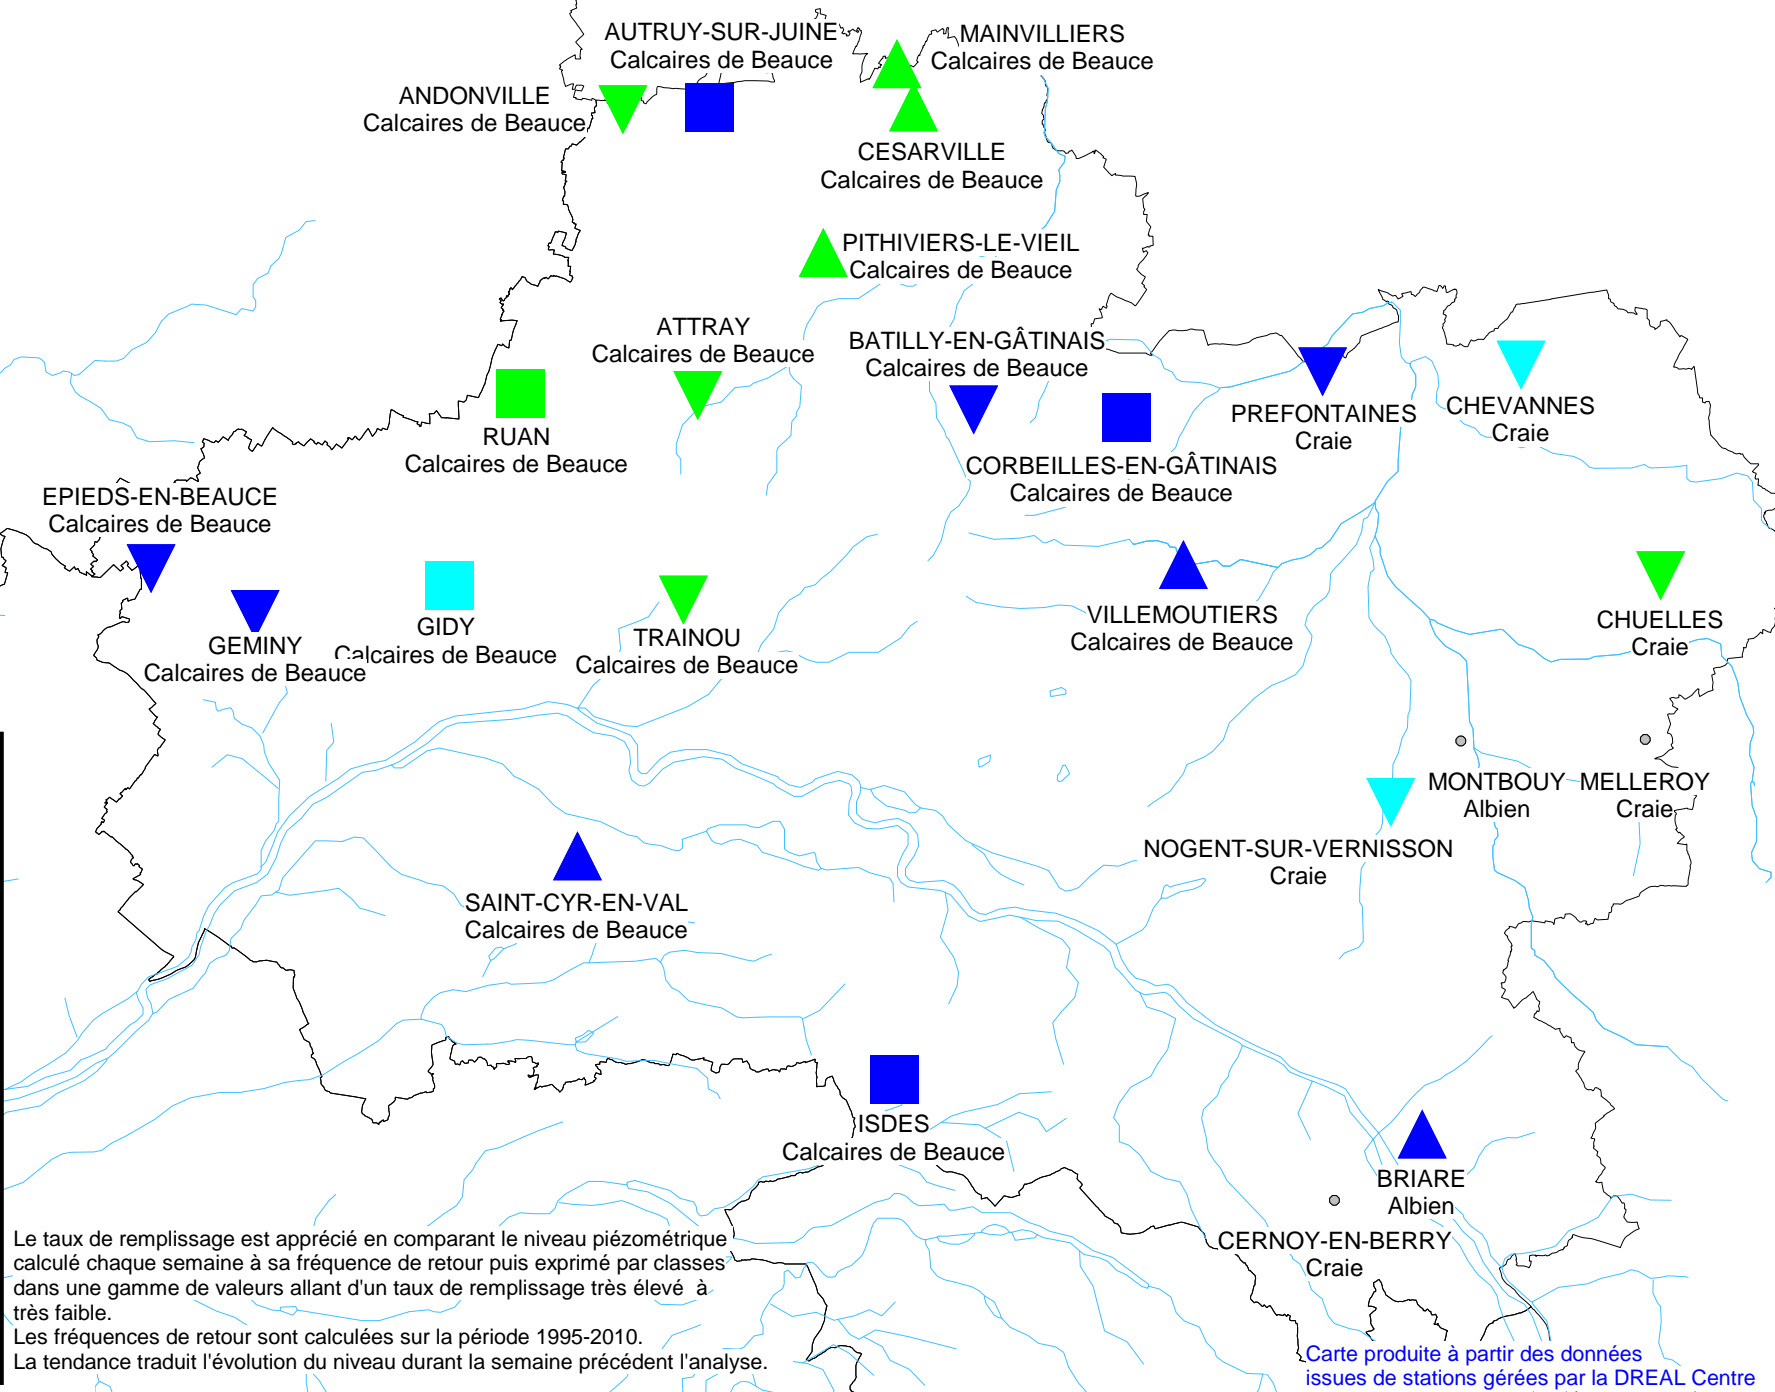 AUTRUY-SUR-JUINE
Calcaires de Beauce
MAINVILLIERS
Calcaires de Beauce
ANDONVILLE
Calcaires de Beauce
CESARVILLE
Calcaires de Beauce
PITHIVIERS-LE-VIEIL
Calcaires de Beauce
ATTRAY
Calcaires de Beauce
BATILLY-EN-GÂTINAIS
Calcaires de Beauce
PREFONTAINES
Craie
CHEVANNES
Craie
RUAN
Calcaires de Beauce
CORBEILLES-EN-GÂTINAIS
Calcaires de Beauce
EPIEDS-EN-BEAUCE
Calcaires de Beauce
GEMINY
Calcaires de Beauce
GIDY
Calcaires de Beauce
TRAINOU
Calcaires de Beauce
VILLEMOUTIERS
Calcaires de Beauce
CHUELLES
Craie
MONTBOUY
Albien
MELLEROY
Craie
NOGENT-SUR-VERNISSON
Craie
SAINT-CYR-EN-VAL
Calcaires de Beauce
ISDES
Calcaires de Beauce
BRIARE
Albien
CERNOY-EN-BERRY
Craie
Le taux de remplissage est apprécié en comparant le niveau piézométrique
calculé chaque semaine à sa fréquence de retour puis exprimé par classes
dans une gamme de valeurs allant d'un taux de remplissage très élevé à
très faible.
Les fréquences de retour sont calculées sur la période 1995-2010.
La tendance traduit l'évolution du niveau durant la semaine précédent l'analyse.
Carte produite à partir des données
issues de stations gérées par la DREAL Centre